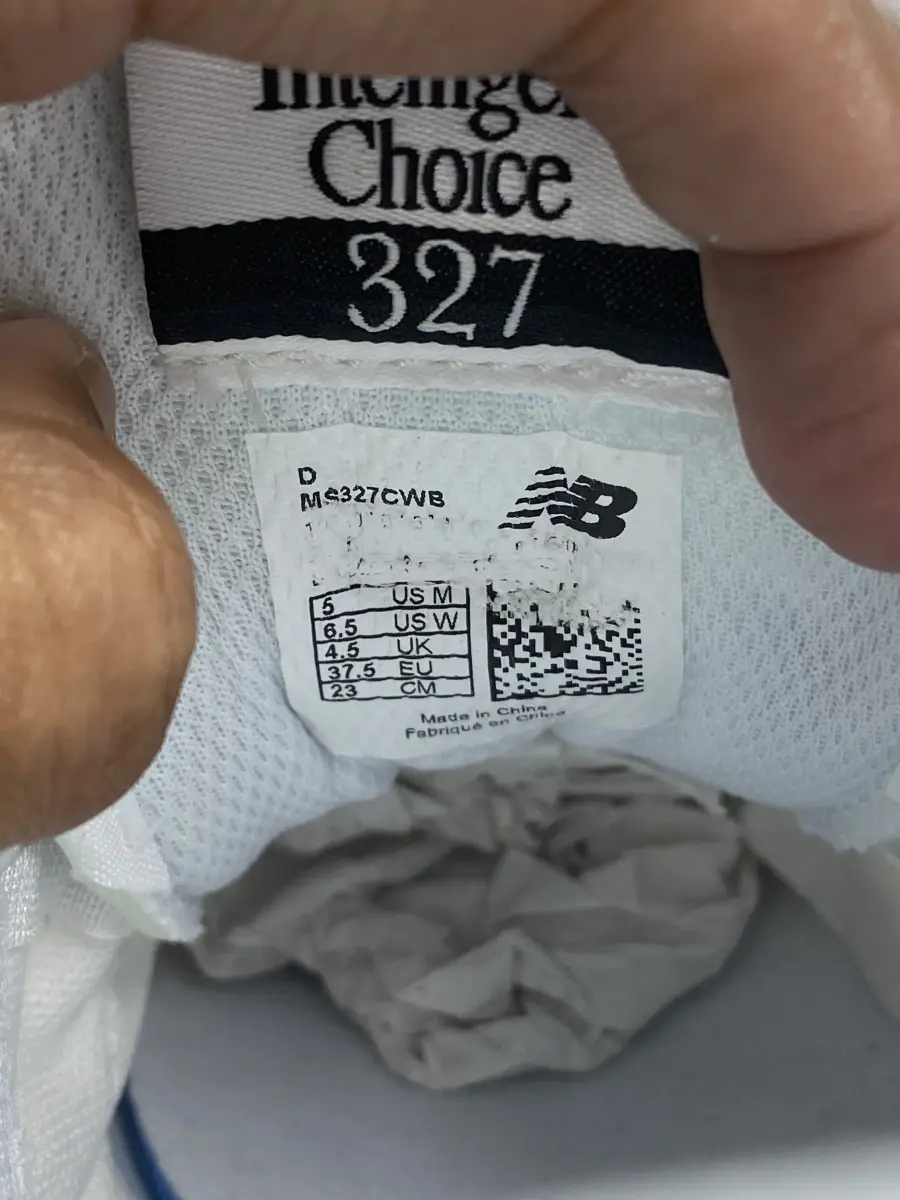 Choice
327
D
MS327CWB
NB
5 US M
6.5 US W
4.5 UK
37.5 EU
23 CM
Made in China
Fabriqué en Chine